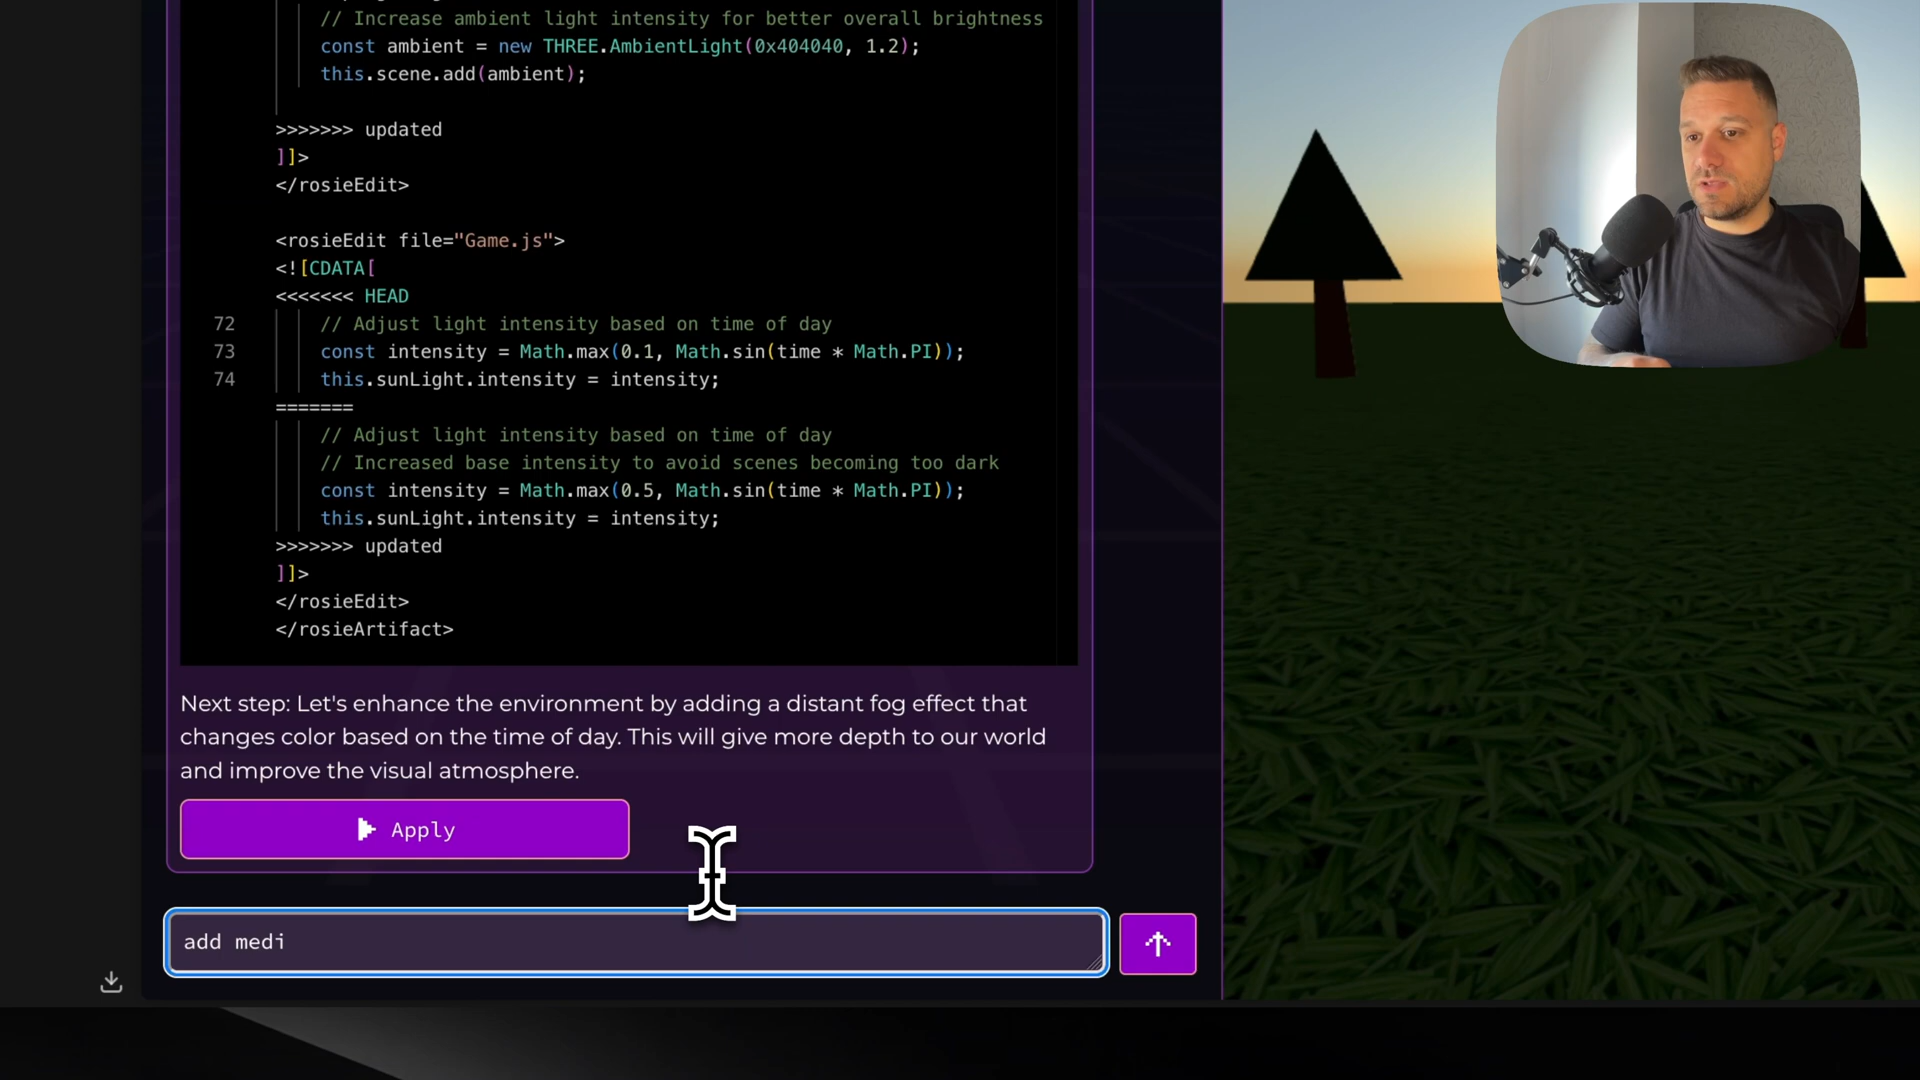 // Increase ambient light intensity for better overall brightness
const ambient = new THREE.AmbientLight(0x404040, 1.2);
this.scene.add(ambient);
>>>>>>> updated
]]>
</rosieEdit>
<rosieEdit file="Game.js">
<![CDATA[
<<<<<<< HEAD
72 // Adjust light intensity based on time of day
73 const intensity = Math.max(0.1, Math.sin(time * Math.PI));
74 this.sunLight.intensity = intensity;
=======
// Adjust light intensity based on time of day
// Increased base intensity to avoid scenes becoming too dark
const intensity = Math.max(0.5, Math.sin(time * Math.PI));
this.sunLight.intensity = intensity;
>>>>>>> updated
]]>
</rosieEdit>
</rosieArtifact>
Next step: Let's enhance the environment by adding a distant fog effect that
changes color based on the time of day. This will give more depth to our world
and improve the visual atmosphere.
Apply
add medi